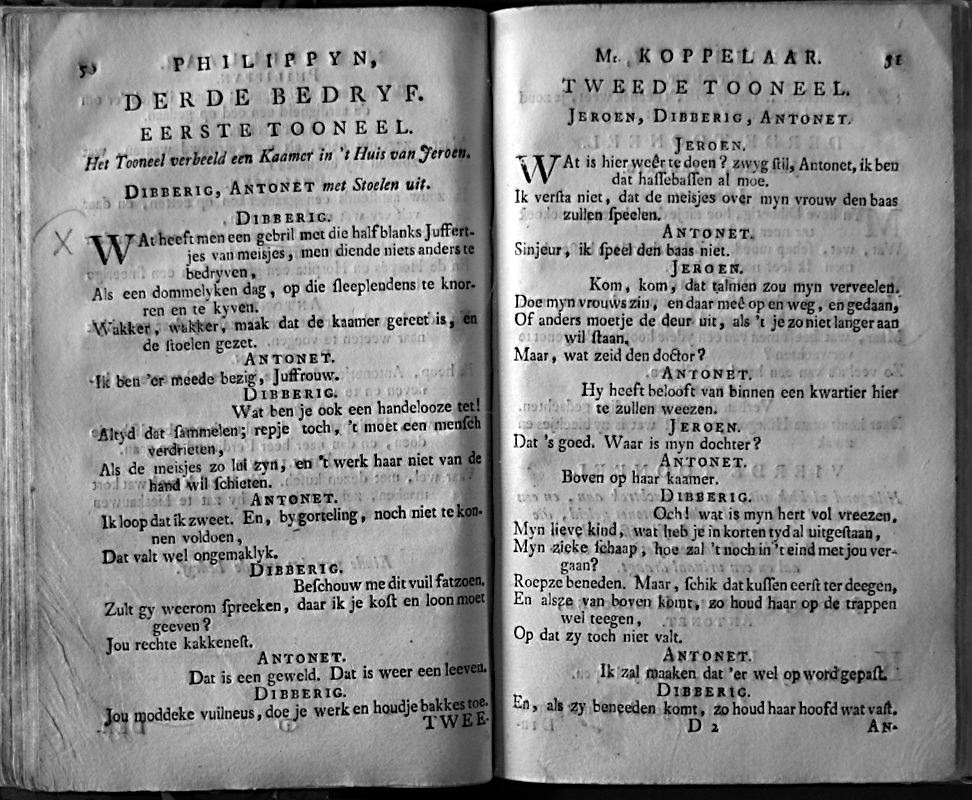 50
PHILIPPYN,
DERDE BEDRYF.
EERSTE TOONEEL.
Het Tooneel verbeeld een Kaamer in 't Huis van Jeroen.
DIBBERIG, ANTONET met Stoelen uit.
DIBBERIG.
WAt heeft men een gebril met die half blanks Juffert-
jes van meisjes, men diende niets anders te
bedryven,
Als een dommelyken dag, op die sleeplendens te knor-
ren en te kyven.
Wakker, wakker, maak dat de kaamer gereet is, en
de stoelen gezet.
ANTONET.
Ik ben 'er meede bezig, Juffrouw.
DIBBERIG.
Wat ben je ook een handelooze tet!
Altyd dat sammelen; repje toch, 't moet een mensch
verdrieten,
Als de meisjes zo lui zyn, en 't werk haar niet van de
hand wil schieten.
ANTONET.
Ik loop dat ik zweet. En, by gorteling, noch niet te kon-
nen voldoen,
Dat valt wel ongemaklyk.
DIBBERIG.
Beschouw me dit vuil fatzoen.
Zult gy weerom spreeken, daar ik je kost en loon moet
geeven?
Jou rechte kakkenest.
ANTONET.
Dat is een geweld. Dat is weer een leeven.
DIBBERIG.
Jou moddeke vuilneus, doe je werk en houdje bakkes toe.
TWEE-
Mr. KOPPELAAR. 51
TWEEDE TOONEEL.
JEROEN, DIBBERIG, ANTONET.
JEROEN.
WAt is hier weêr te doen? zwyg stil, Antonet, ik ben
dat hassebassen al moe.
Ik versta niet, dat de meisjes over myn vrouw den baas
zullen speelen.
ANTONET.
Sinjeur, ik speel den baas niet.
JEROEN.
Kom, kom, dat talmen zou myn verveelen.
Doe myn vrouws zin, en daar meê op en weg, en gedaan,
Of anders moetje de deur uit, als 't je zo niet langer aan
wil staan.
Maar, wat zeid den doctor?
ANTONET.
Hy heeft belooft van binnen een kwartier hier
te zullen weezen.
JEROEN.
Dat 's goed. Waar is myn dochter?
ANTONET.
Boven op haar kaamer.
DIBBERIG.
Och! wat is myn hert vol vreezen.
Myn lieve kind, wat heb je in korten tyd al uitgestaan,
Myn zieke schaap, hoe zal 't noch in 't eind met jou ver-
gaan?
Roepze beneden. Maar, schik dat kussen eerst ter deegen,
En alsze van boven komt, zo houd haar op de trappen
wel teegen,
Op dat zy toch niet valt.
ANTONET.
Ik zal maaken dat 'er wel op word gepast.
DIBBERIG.
En, als zy beneeden komt, zo houd haar hoofd wat vast.
D 2 AN-